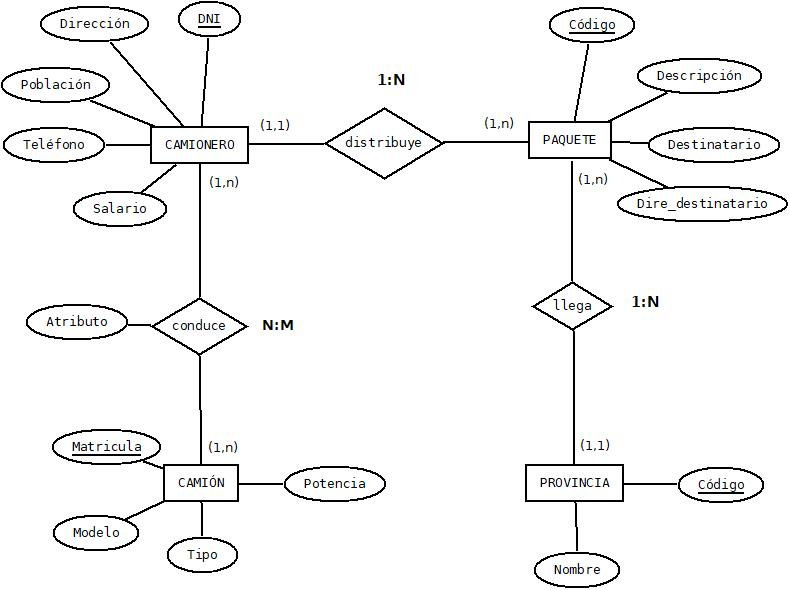 Dirección
DNI
Código
Población
1:N
Descripción
(1,1)
(1,n)
Teléfono
CAMIONERO
distribuye
PAQUETE
Destinatario
(1,n)
(1,n)
Salario
Dire_destinatario
Atributo
conduce
N:M
llega
1:N
Matricula
(1,n)
(1,1)
CAMIÓN
Potencia
PROVINCIA
Código
Modelo
Tipo
Nombre